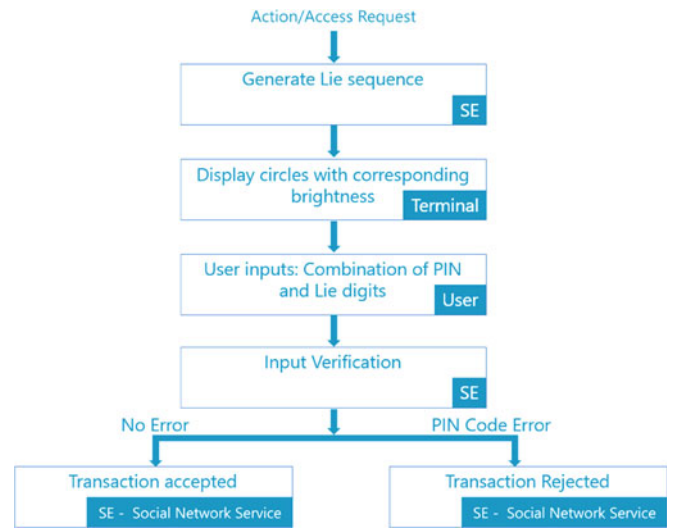 Action/Access Request
Generate Lie sequence
SE
Display circles with corresponding
brightness
Terminal
User inputs: Combination of PIN
and Lie digits
User
Input Verification
SE
No Error
PIN Code Error
Transaction accepted
SE - Social Network Service
Transaction Rejected
SE - Social Network Service